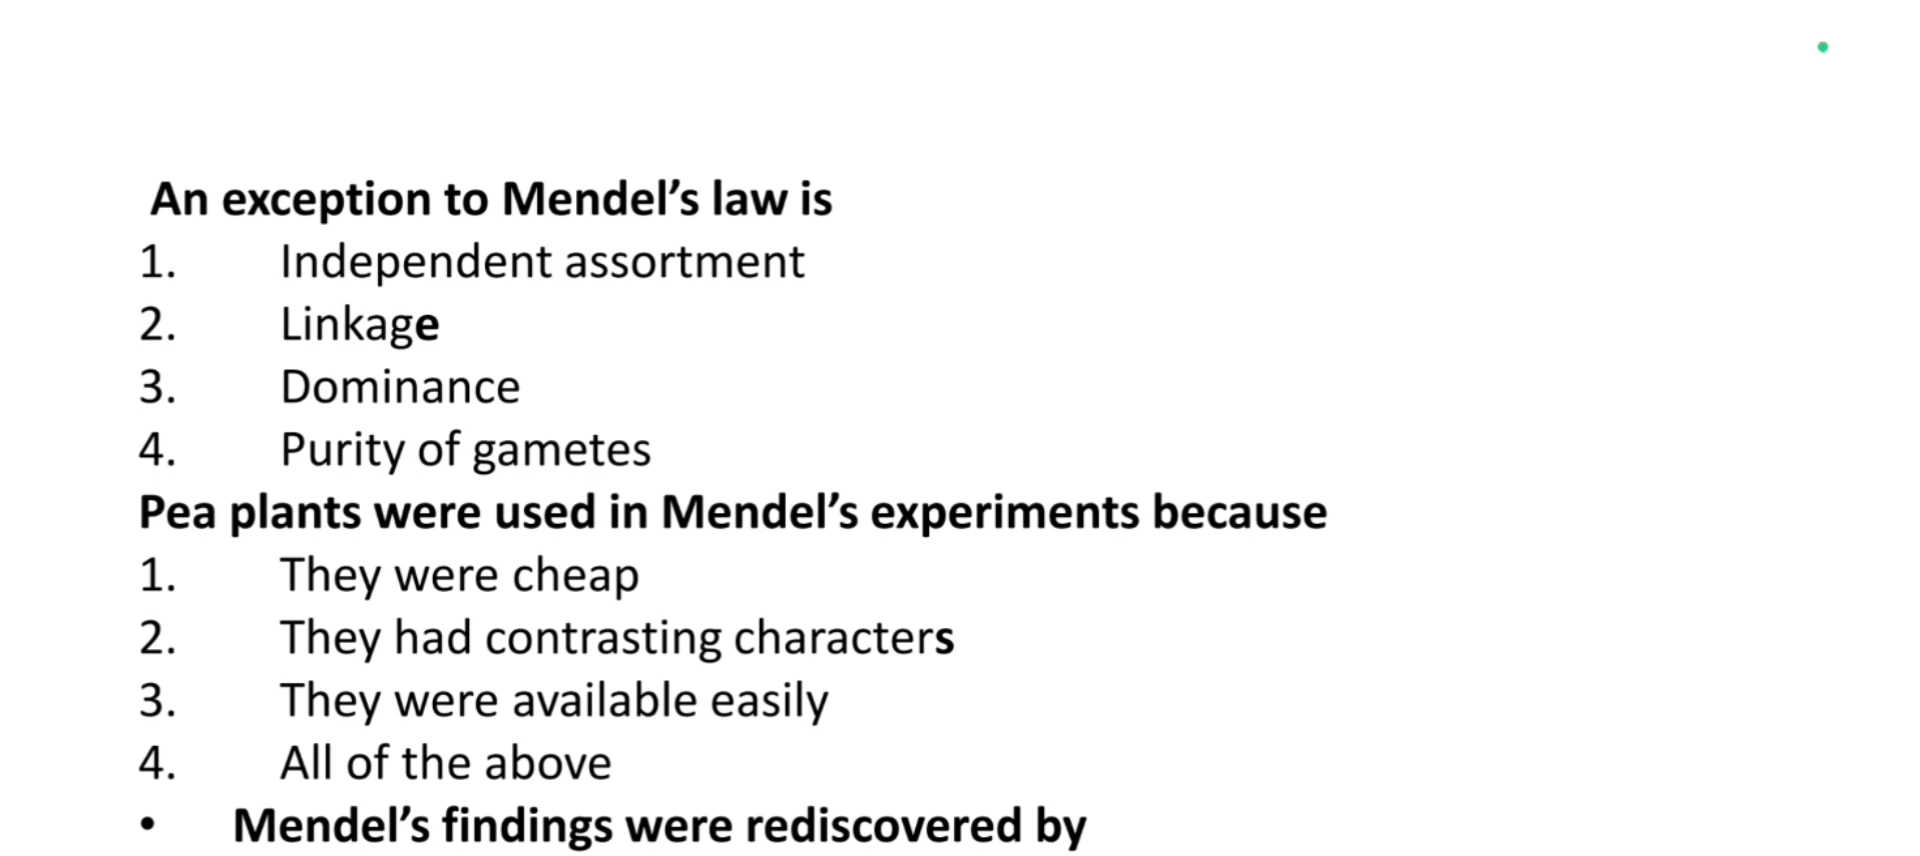 An exception to Mendel’s law is
1. Independent assortment
2. Linkage
3. Dominance
4. Purity of gametes
Pea plants were used in Mendel’s experiments because
1. They were cheap
2. They had contrasting characters
3. They were available easily
4. All of the above
• Mendel’s findings were rediscovered by